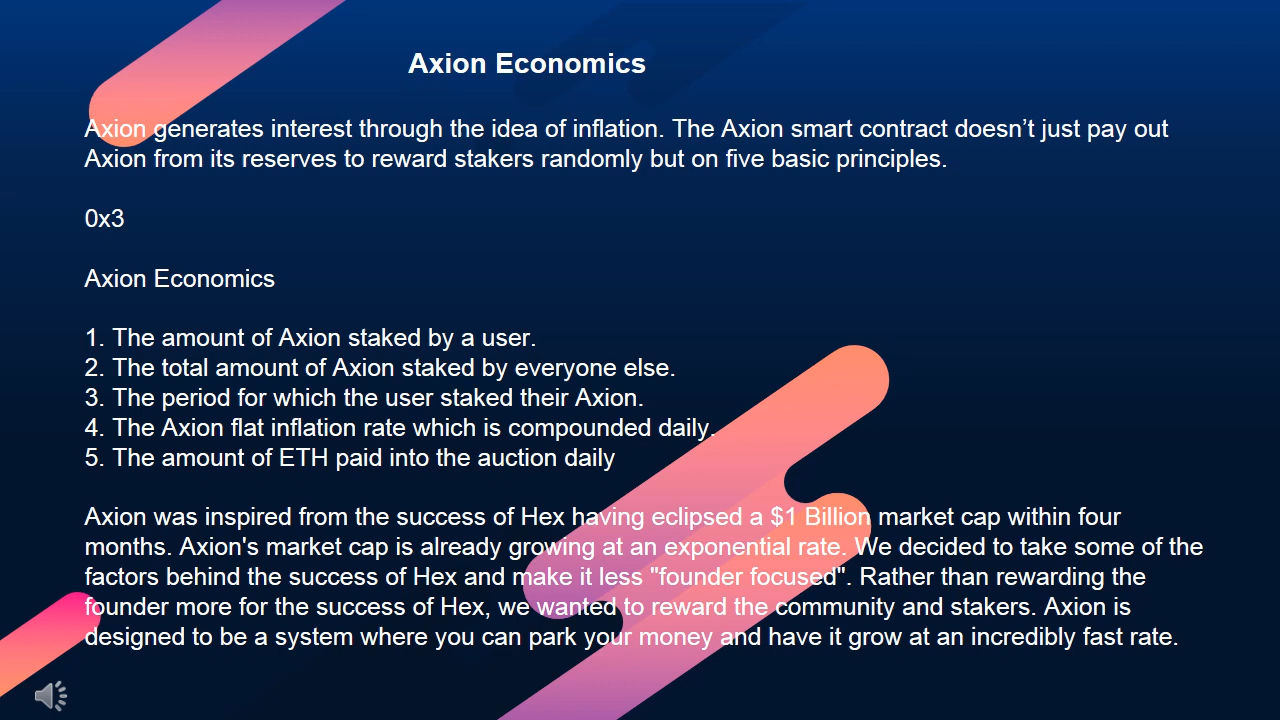 Axion Economics
Axion generates interest through the idea of inflation. The Axion smart contract doesn’t just pay out
Axion from its reserves to reward stakers randomly but on five basic principles.
0x3
Axion Economics
1. The amount of Axion staked by a user.
2. The total amount of Axion staked by everyone else.
3. The period for which the user staked their Axion.
4. The Axion flat inflation rate which is compounded daily.
5. The amount of ETH paid into the auction daily
Axion was inspired from the success of Hex having eclipsed a $1 Billion market cap within four
months. Axion's market cap is already growing at an exponential rate. We decided to take some of the
factors behind the success of Hex and make it less "founder focused". Rather than rewarding the
founder more for the success of Hex, we wanted to reward the community and stakers. Axion is
designed to be a system where you can park your money and have it grow at an incredibly fast rate.